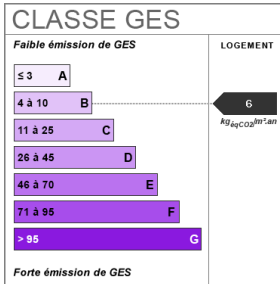 CLASSE GES
Faible émission de GES
LOGEMENT
≤ 3 A
4 à 10 B
6
kgéqCO2/m².an
11 à 25 C
26 à 45 D
46 à 70 E
71 à 95 F
> 95 G
Forte émission de GES